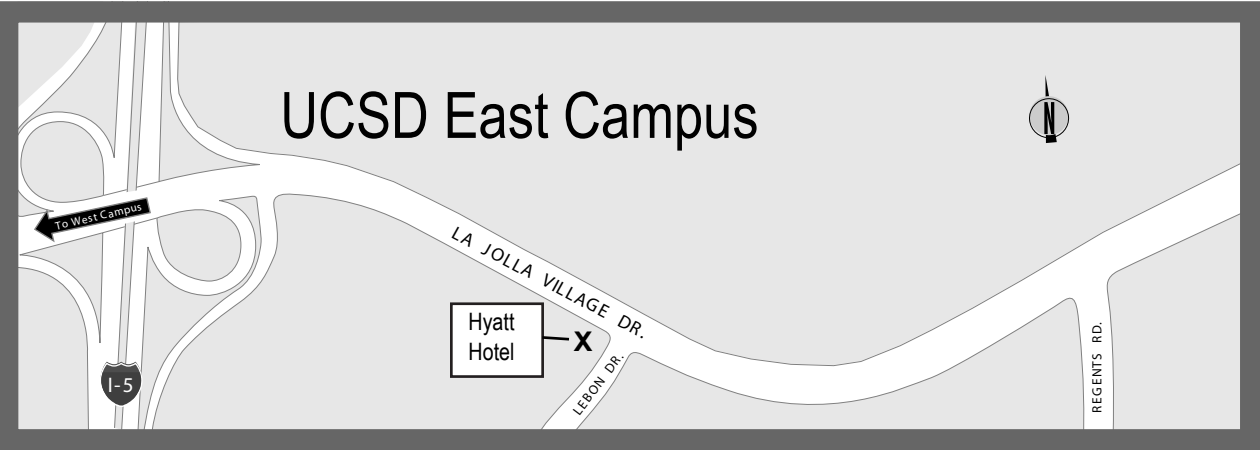 UCSD East Campus
N
To West Campus
LA JOLLA VILLAGE DR.
Hyatt
Hotel
X
LEBON DR.
REGENTS RD.
I-5